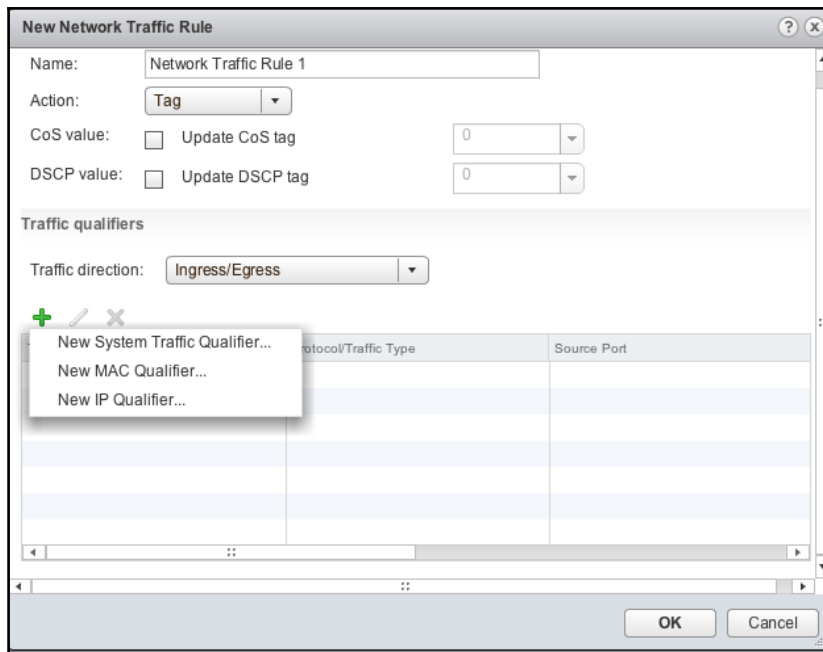 New Network Traffic Rule
Name: Network Traffic Rule 1
Action: Tag
CoS value: Update CoS tag 0
DSCP value: Update DSCP tag 0
Traffic qualifiers
Traffic direction: Ingress/Egress
New System Traffic Qualifier...
New MAC Qualifier...
New IP Qualifier...
rotocol/Traffic Type Source Port
OK Cancel